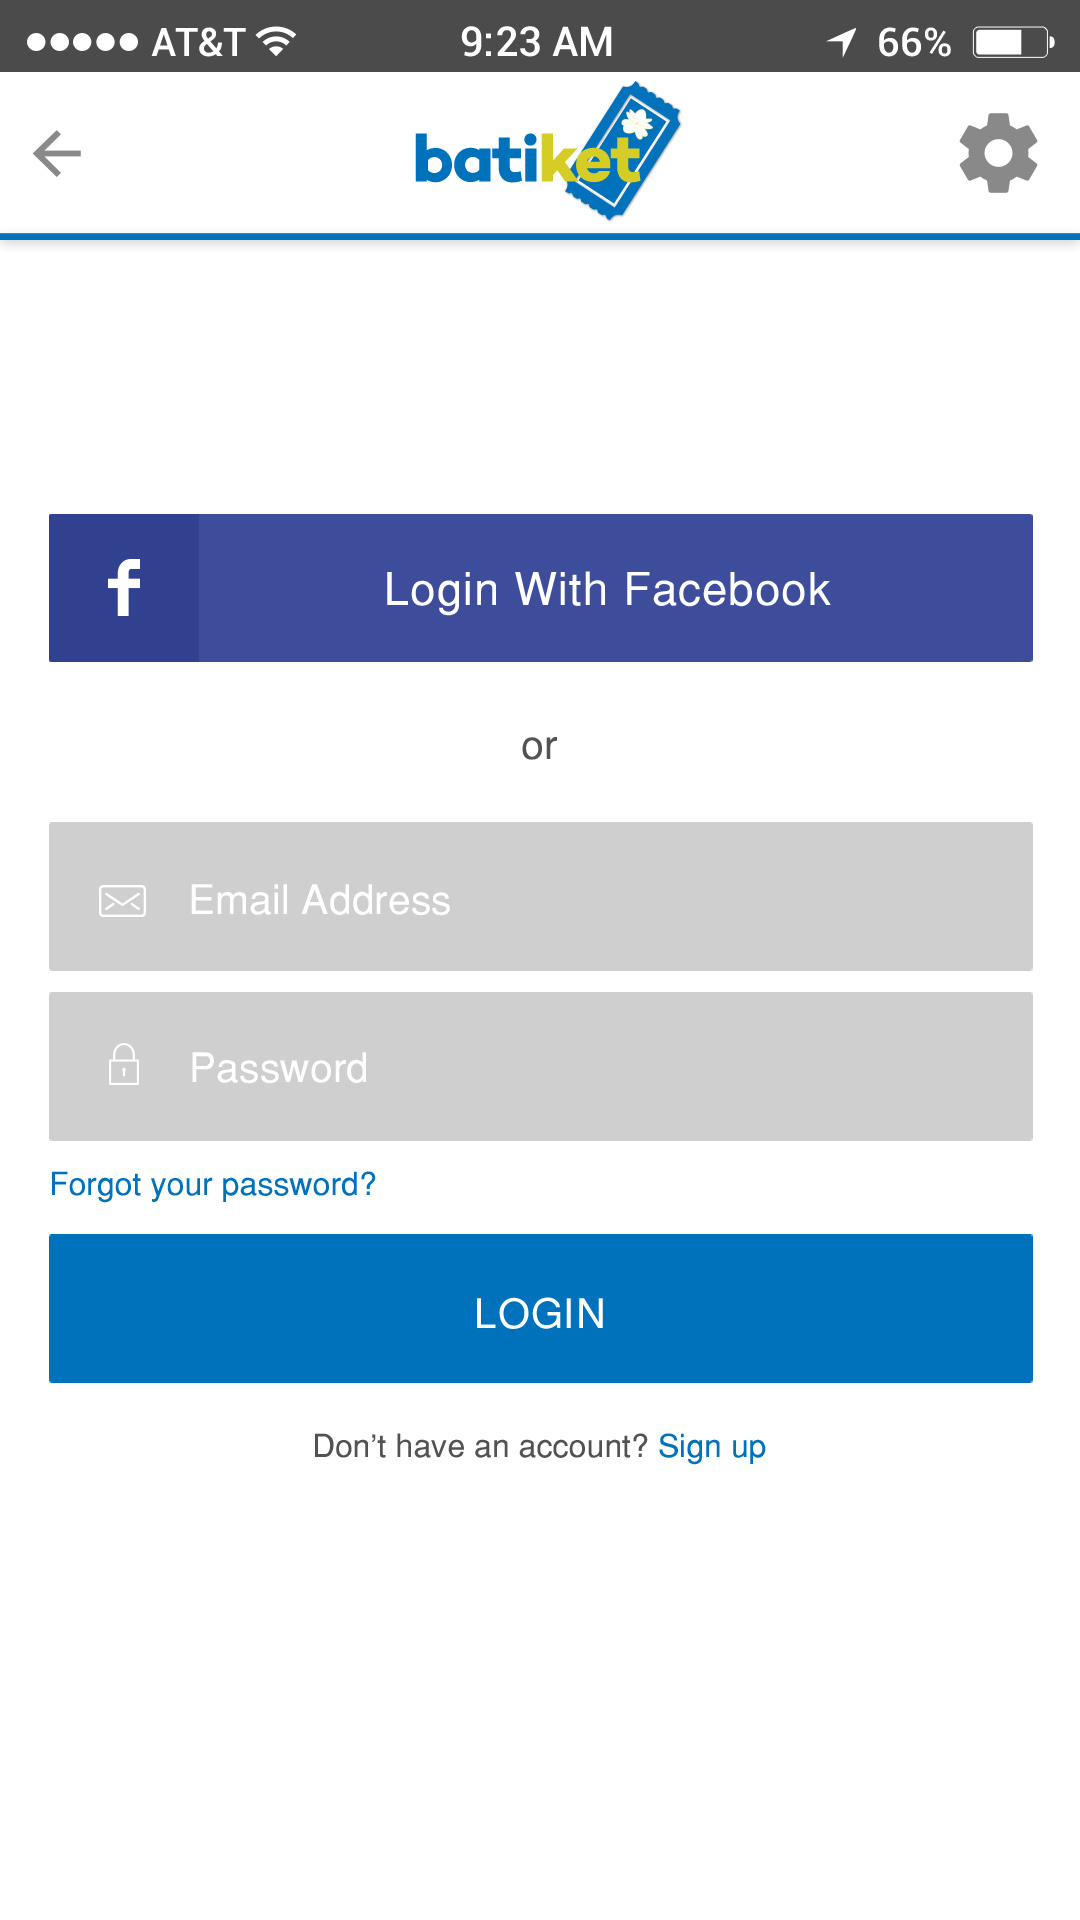 AT&T 9:23 AM 66%
batiket
f Login With Facebook
or
Email Address
Password
Forgot your password?
LOGIN
Don’t have an account? Sign up